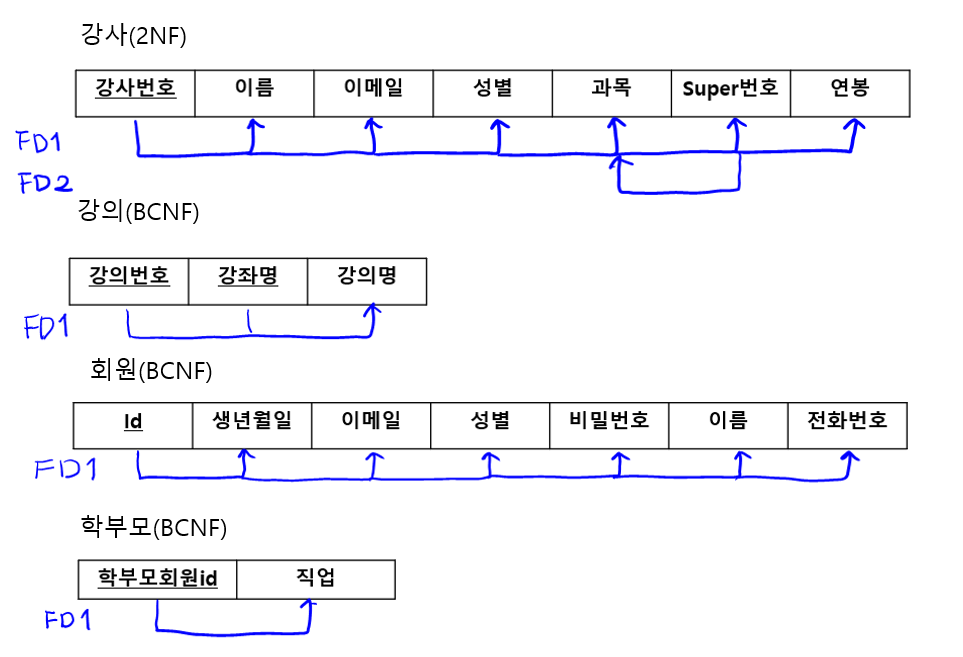 강사(2NF)
강사번호 이름 이메일 성별 과목 Super번호 연봉
FD1
FD2
강의(BCNF)
강의번호 강좌명 강의명
FD1
회원(BCNF)
Id 생년월일 이메일 성별 비밀번호 이름 전화번호
FD1
학부모(BCNF)
학부모회원id 직업
FD1